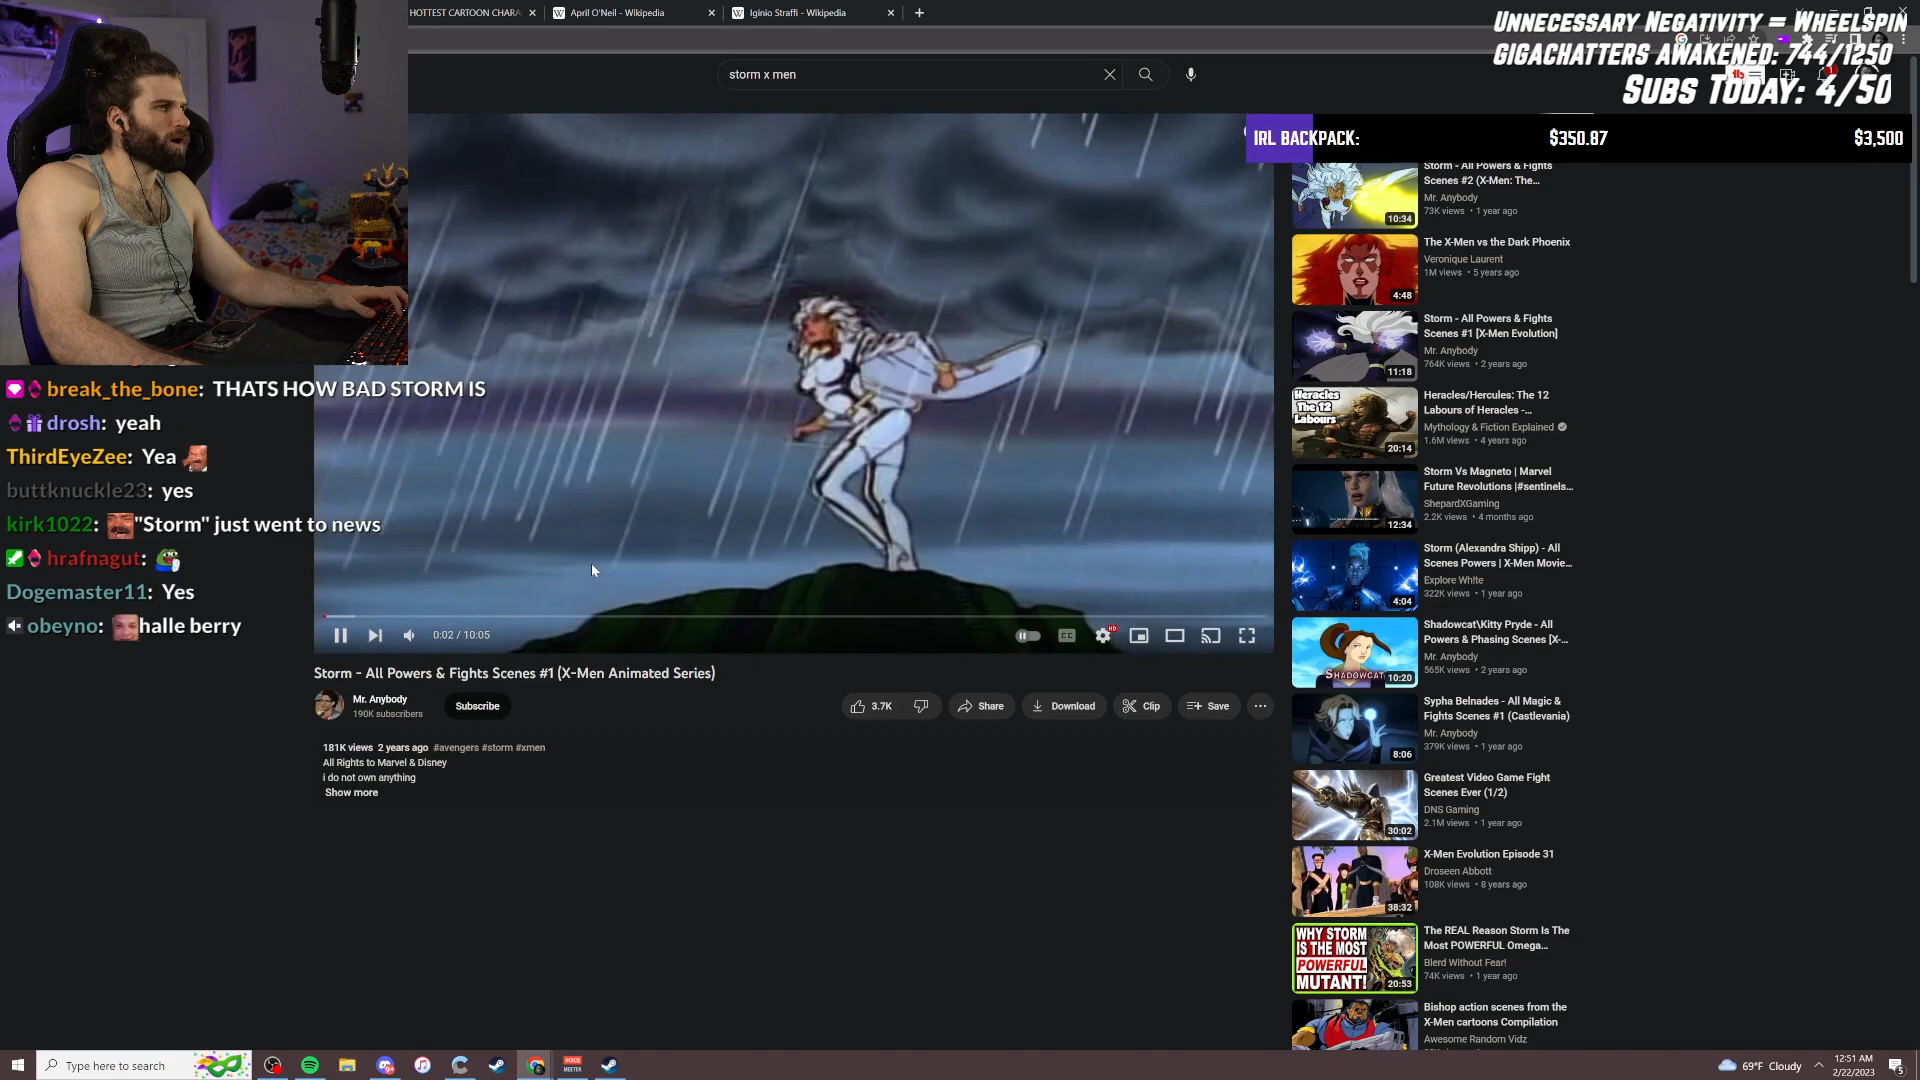 HOTTEST CARTOON CHARA
April O'Neil - Wikipedia
Iginio Straffi - Wikipedia
UNNECESSARY NEGATIVITY = WHEELSPIN
GIGACHATTERS AWAKENED: 744/1250
SUBS TODAY: 4/50
storm x men
IRL BACKPACK: $350.87 $3,500
break_the_bone: THATS HOW BAD STORM IS
drosh: yeah
ThirdEyeZee: Yea
buttknuckle23: yes
kirk1022: "Storm" just went to news
hrafnagut:
Dogemaster11: Yes
obeyno: halle berry
0:02 / 10:05
CC
HD
Storm - All Powers & Fights Scenes #1 (X-Men Animated Series)
Mr. Anybody
190K subscribers
Subscribe
3.7K
Share
Download
Clip
Save
181K views 2 years ago #avengers #storm #xmen
All Rights to Marvel & Disney
i do not own anything
Show more
Storm - All Powers & Fights
Scenes #2 (X-Men: The...
Mr. Anybody
73K views • 1 year ago
10:34
The X-Men vs the Dark Phoenix
Veronique Laurent
1M views • 5 years ago
4:48
Storm - All Powers & Fights
Scenes #1 [X-Men Evolution]
Mr. Anybody
764K views • 2 years ago
11:18
Heracles
The 12
Labours
20:14
Heracles/Hercules: The 12
Labours of Heracles -...
Mythology & Fiction Explained
1.6M views • 4 years ago
Storm Vs Magneto | Marvel
Future Revolutions |#sentinels...
ShepardXGaming
2.2K views • 4 months ago
12:34
Storm (Alexandra Shipp) - All
Scenes Powers | X-Men Movie...
Explore Wh!te
322K views • 1 year ago
4:04
SHADOWCAT
10:20
Shadowcat\Kitty Pryde - All
Powers & Phasing Scenes [X-...
Mr. Anybody
565K views • 2 years ago
Sypha Belnades - All Magic &
Fights Scenes #1 (Castlevania)
Mr. Anybody
379K views • 1 year ago
8:06
Greatest Video Game Fight
Scenes Ever (1/2)
DNS Gaming
2.1M views • 1 year ago
30:02
X-Men Evolution Episode 31
Droseen Abbott
108K views • 8 years ago
38:32
WHY STORM
IS THE MOST
POWERFUL
MUTANT!
20:53
The REAL Reason Storm Is The
Most POWERFUL Omega...
Blerd Without Fear!
74K views • 1 year ago
Bishop action scenes from the
X-Men cartoons Compilation
Awesome Random Vidz
Type here to search
VOICE
MEETER
69°F Cloudy
12:51 AM
2/22/2023
5